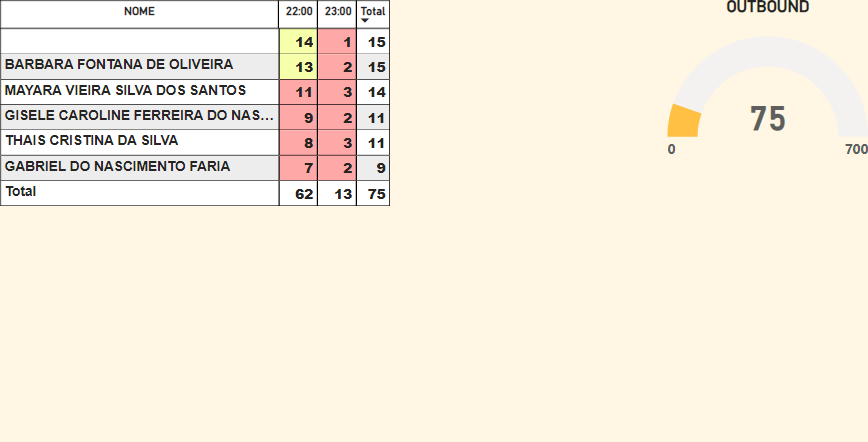 NOME 22:00 23:00 Total
14 1 15
BARBARA FONTANA DE OLIVEIRA 13 2 15
MAYARA VIEIRA SILVA DOS SANTOS 11 3 14
GISELE CAROLINE FERREIRA DO NAS... 9 2 11
THAIS CRISTINA DA SILVA 8 3 11
GABRIEL DO NASCIMENTO FARIA 7 2 9
Total 62 13 75
OUTBOUND
75
0 700